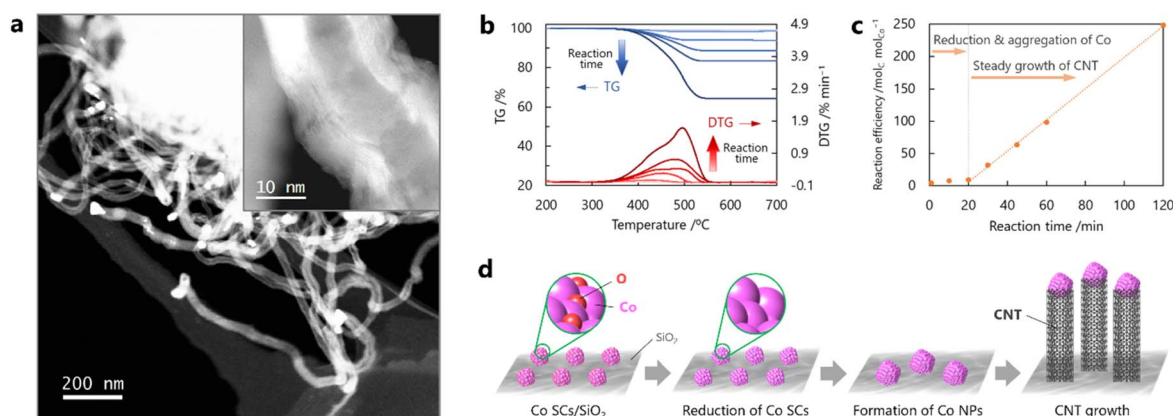 a
10 nm
200 nm
b
100
80
60
40
20
TG /%
4.9
3.9
2.9
1.9
0.9
-0.1
DTG /% min⁻¹
Reaction
time
TG
DTG
Reaction
time
200 300 400 500 600 700
Temperature /ºC
c
250
200
150
100
50
0
Reaction efficiency /mol_C mol_Co⁻¹
Reduction & aggregation of Co
Steady growth of CNT
0 20 40 60 80 100 120
Reaction time /min
d
O
Co
SiO₂
CNT
Co SCs/SiO₂
Reduction of Co SCs
Formation of Co NPs
CNT growth